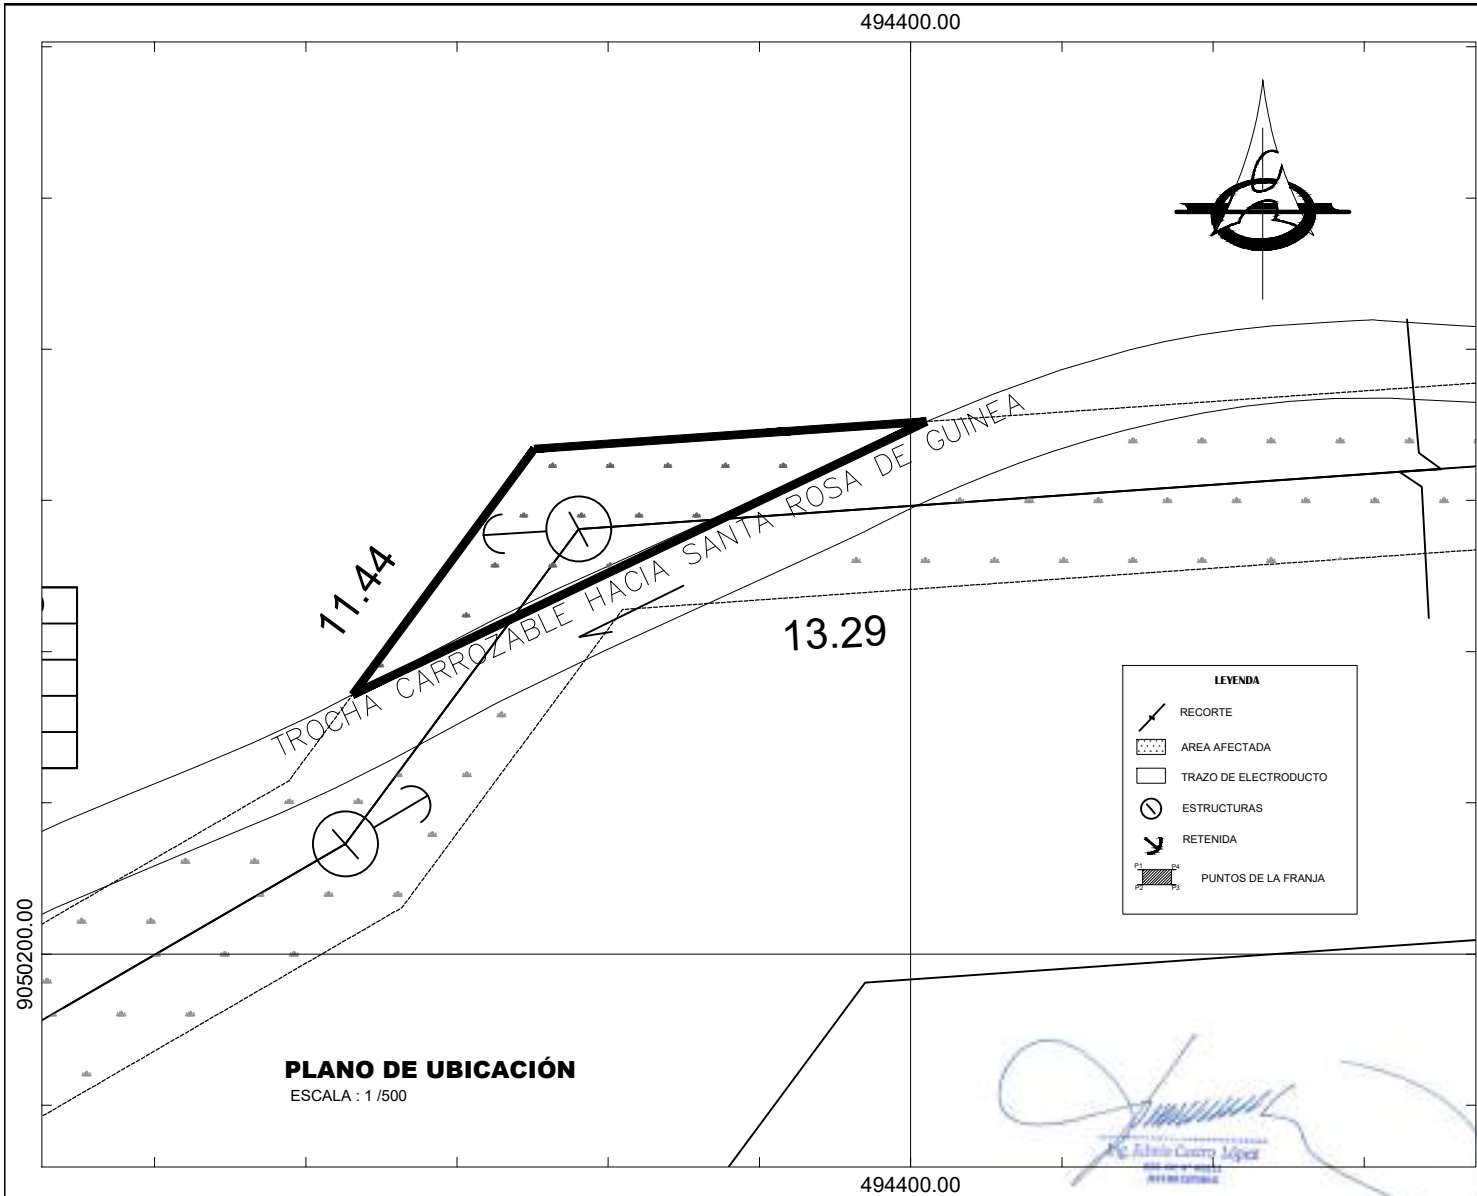 494400.00
TROCHA CARROZABLE HACIA SANTA ROSA DE GUINEA
11.44
13.29
LEYENDA
RECORTE
AREA AFECTADA
TRAZO DE ELECTRODUCTO
ESTRUCTURAS
RETENIDA
P1 P4
P2 P3
PUNTOS DE LA FRANJA
9050200.00
PLANO DE UBICACIÓN
ESCALA : 1 /500
Castro López
494400.00